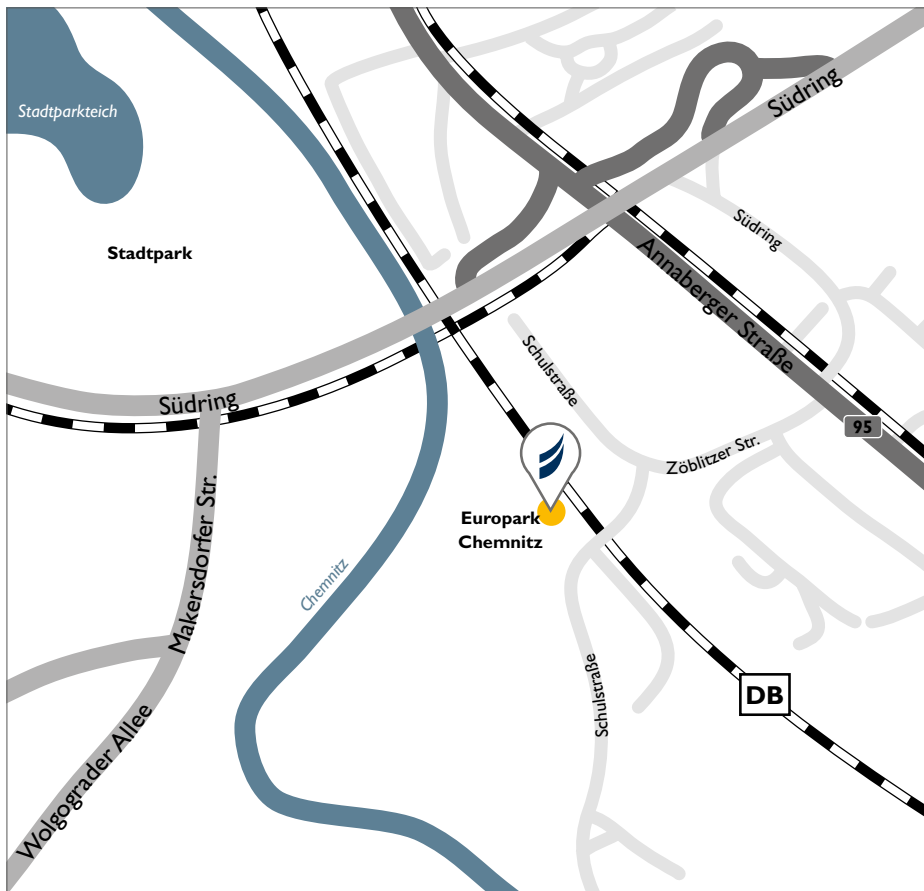 Stadtparkteich
Südring
Stadtpark
Südring
Annaberger Straße
Schulstraße
Südring
95
Zöblitzer Str.
Makersdorfer Str.
Europark
Chemnitz
Chemnitz
Schulstraße
DB
Wolgograder Allee